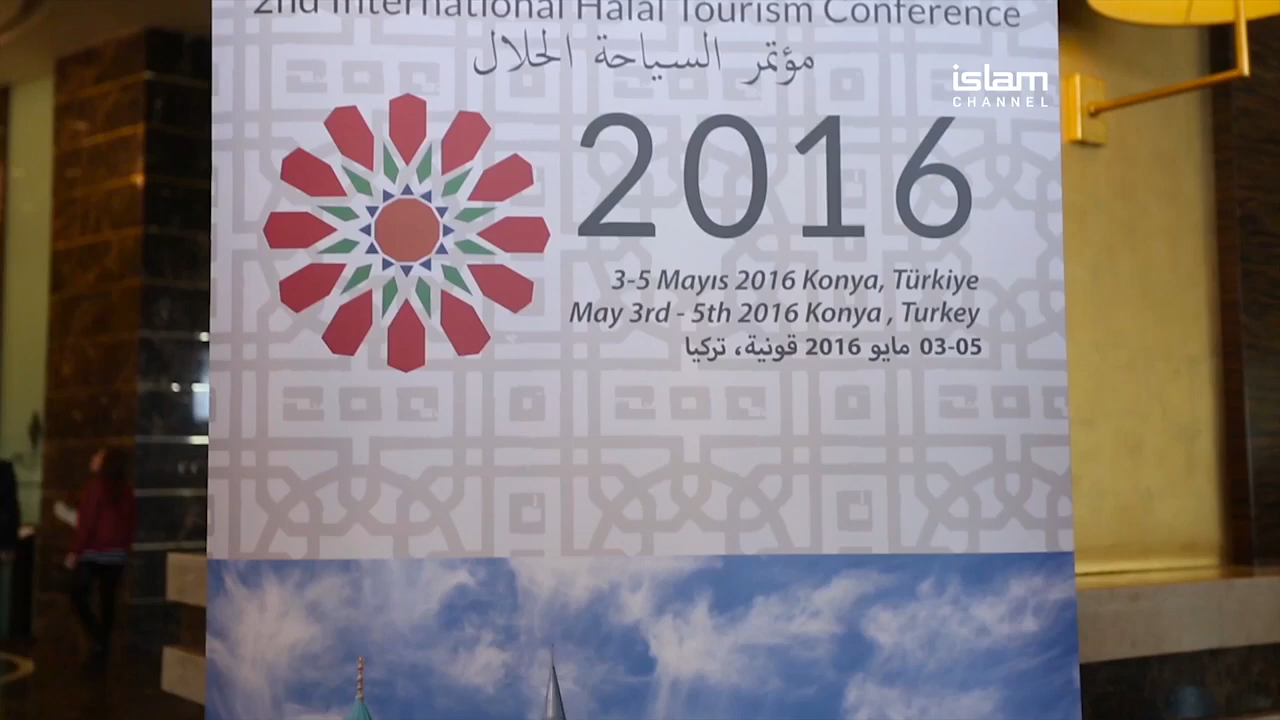 2nd International Halal Tourism Conference
مؤتمر السياحة الحلال
islam
CHANNEL
2016
3-5 Mayıs 2016 Konya, Türkiye
May 3rd - 5th 2016 Konya , Turkey
03-05 مايو 2016 قونية، تركيا